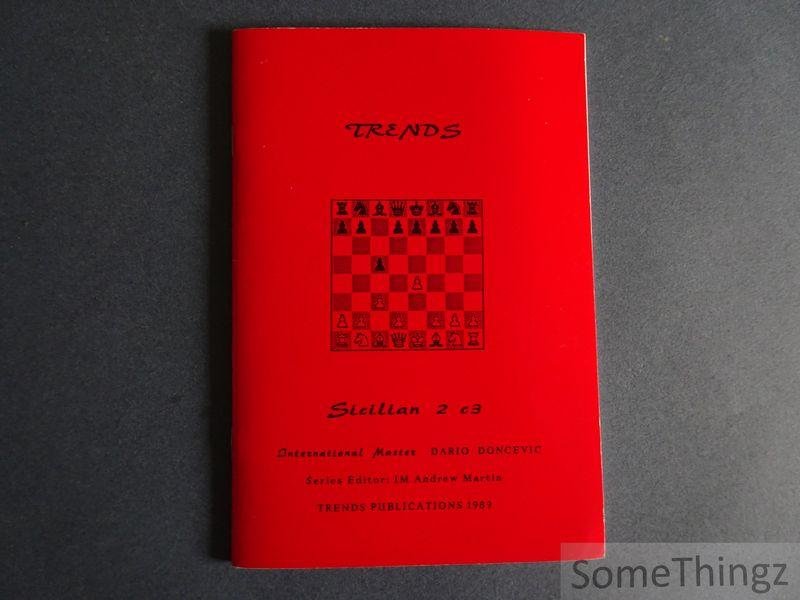 TRENDS
Sicilian 2 c3
International Master DARIO DONCEVIC
Series Editor: IM Andrew Martin
TRENDS PUBLICATIONS 1989
SomeThingz